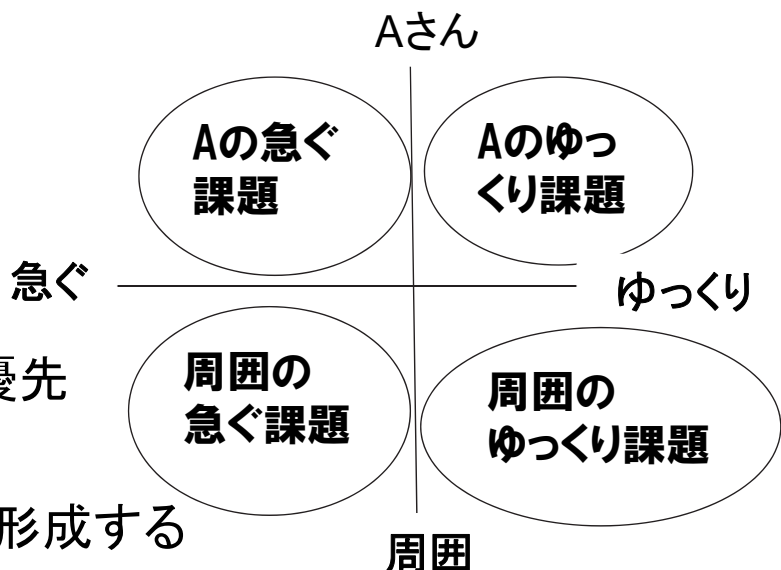 Aさん
Aの急ぐ
課題
Aのゆっ
くり課題
急ぐ
ゆっくり
優先
周囲の
急ぐ課題
周囲の
ゆっくり課題
形成する
周囲